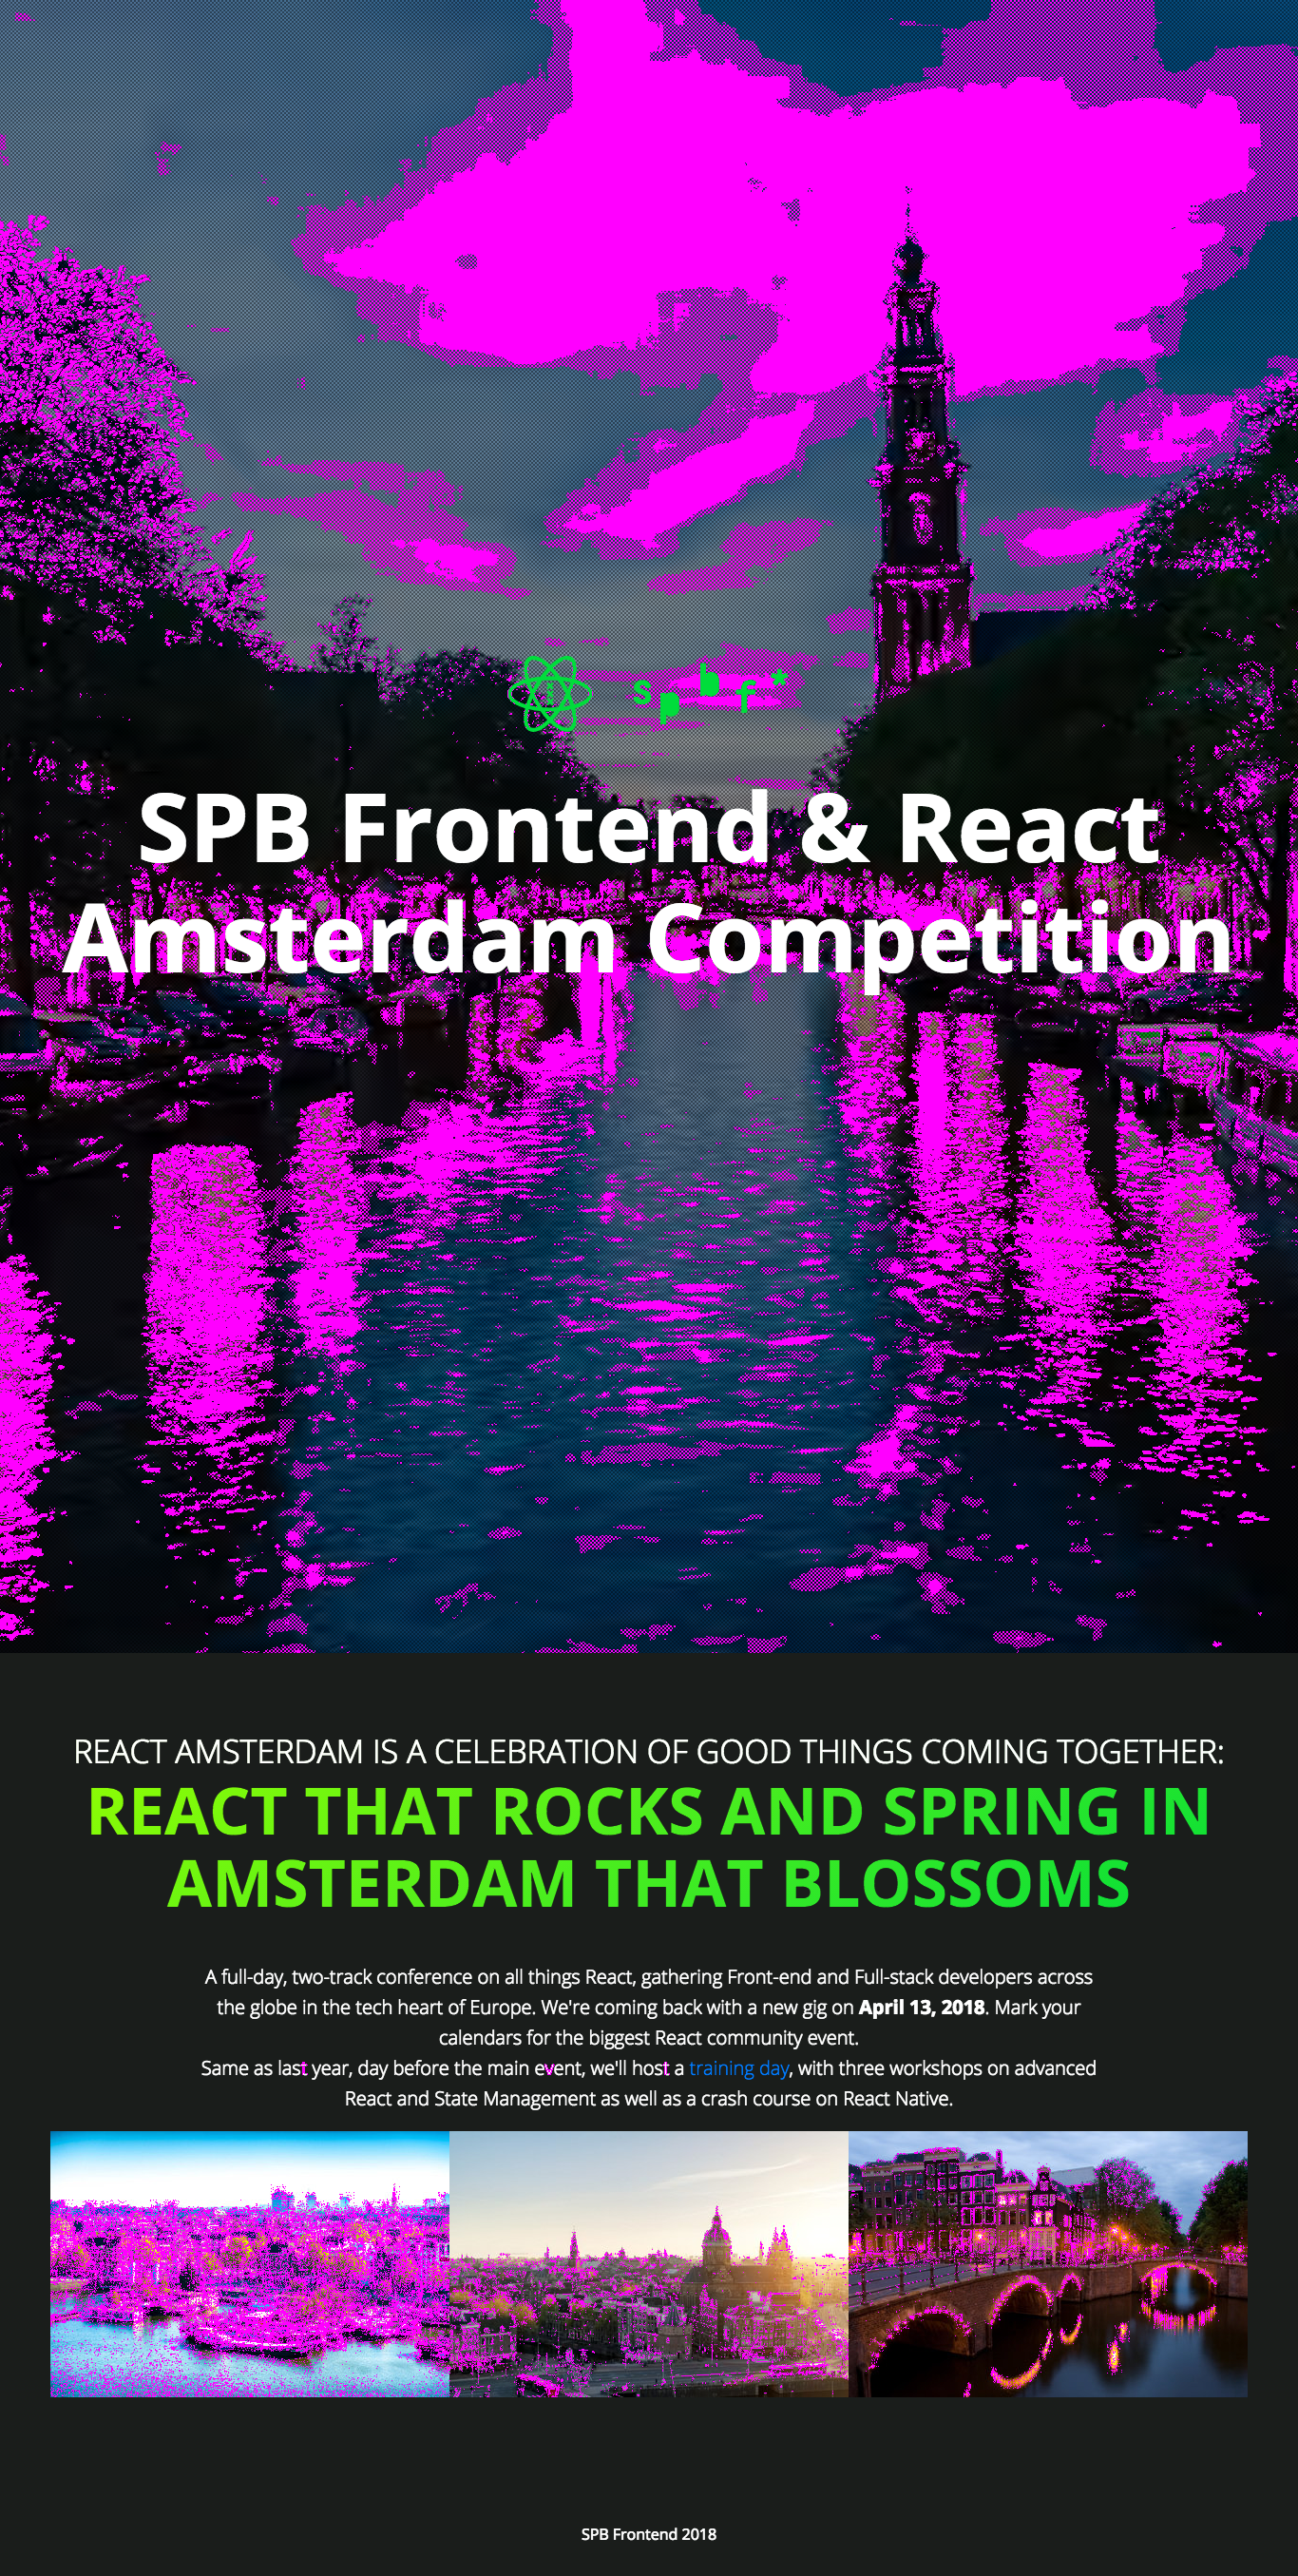 spbf*
SPB Frontend & React
Amsterdam Competition
REACT AMSTERDAM IS A CELEBRATION OF GOOD THINGS COMING TOGETHER:
REACT THAT ROCKS AND SPRING IN
AMSTERDAM THAT BLOSSOMS
A full-day, two-track conference on all things React, gathering Front-end and Full-stack developers across
the globe in the tech heart of Europe. We're coming back with a new gig on April 13, 2018. Mark your
calendars for the biggest React community event.
Same as last year, day before the main event, we'll host a training day, with three workshops on advanced
React and State Management as well as a crash course on React Native.
SPB Frontend 2018